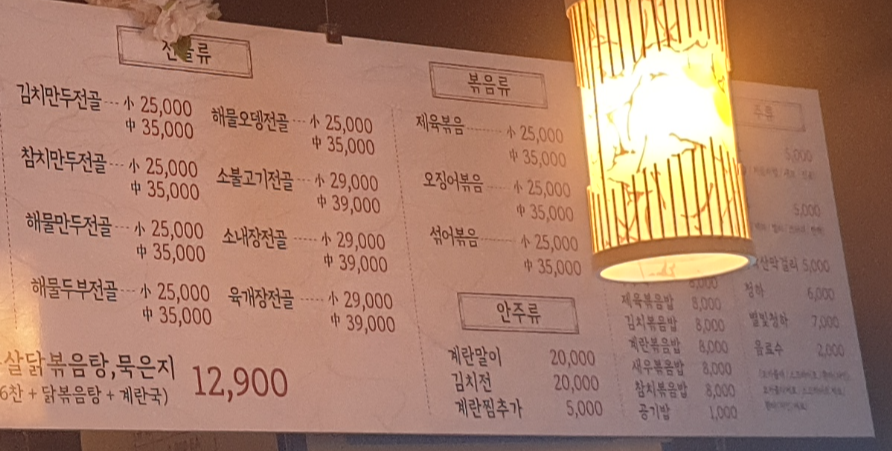 전골류
김치만두전골 --- 小 25,000
中 35,000
참치만두전골 --- 小 25,000
中 35,000
해물만두전골 --- 小 25,000
中 35,000
해물두부전골 --- 小 25,000
中 35,000
해물오뎅전골 --- 小 25,000
中 35,000
소불고기전골 --- 小 29,000
中 39,000
소내장전골 ---- 小 29,000
中 39,000
육개장전골 ---- 小 29,000
中 39,000
살닭볶음탕,묵은지 12,900
6찬 + 닭볶음탕 + 계란국)
볶음류
제육볶음 ---- 小 25,000
中 35,000
오징어볶음 ---- 小 25,000
中 35,000
섞어볶음 ---- 小 25,000
中 35,000
안주류
계란말이 20,000
김치전 20,000
계란찜추가 5,000
8,000
제육볶음밥 8,000
김치볶음밥 8,000
계란볶음밥 8,000
새우볶음밥 8,000
참치볶음밥 8,000
공기밥 1,000
주류
5,000
5,000
막걸리 5,000
청하 6,000
별빛청하 7,000
음료수 2,000